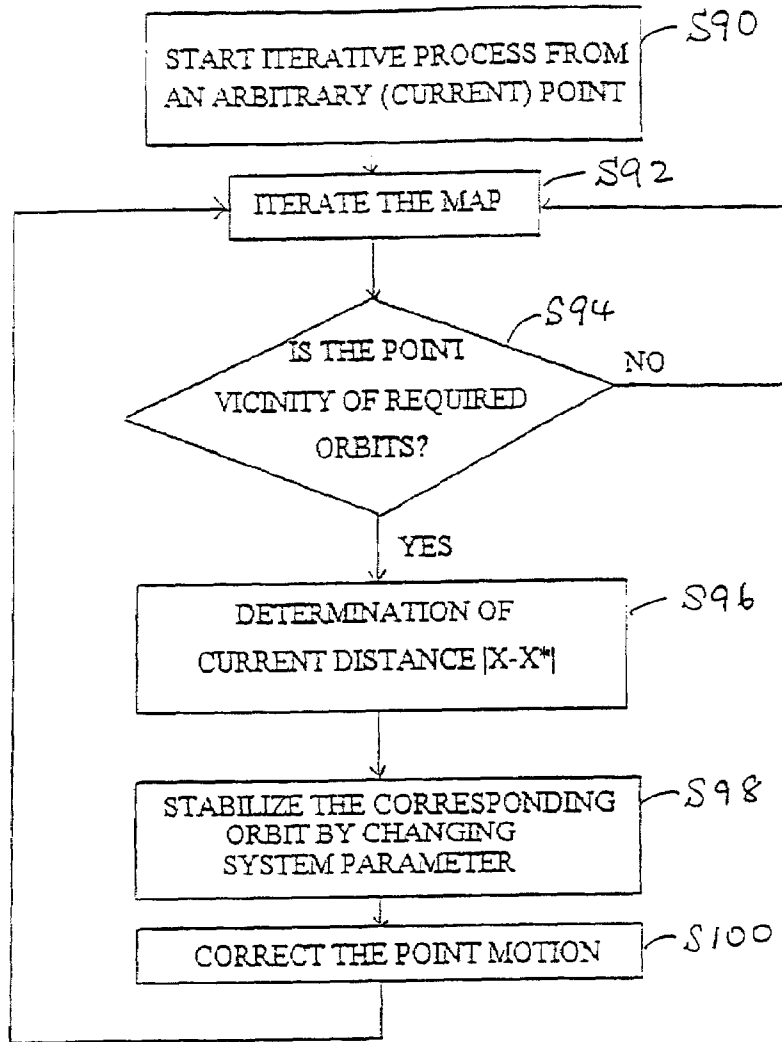 START ITERATIVE PROCESS FROM
AN ARBITRARY (CURRENT) POINT
S90
ITERATE THE MAP
S92
IS THE POINT
VICINITY OF REQUIRED
ORBITS?
S94
NO
YES
DETERMINATION OF
CURRENT DISTANCE |X-X*|
S96
STABILIZE THE CORRESPONDING
ORBIT BY CHANGING
SYSTEM PARAMETER
S98
CORRECT THE POINT MOTION
S100